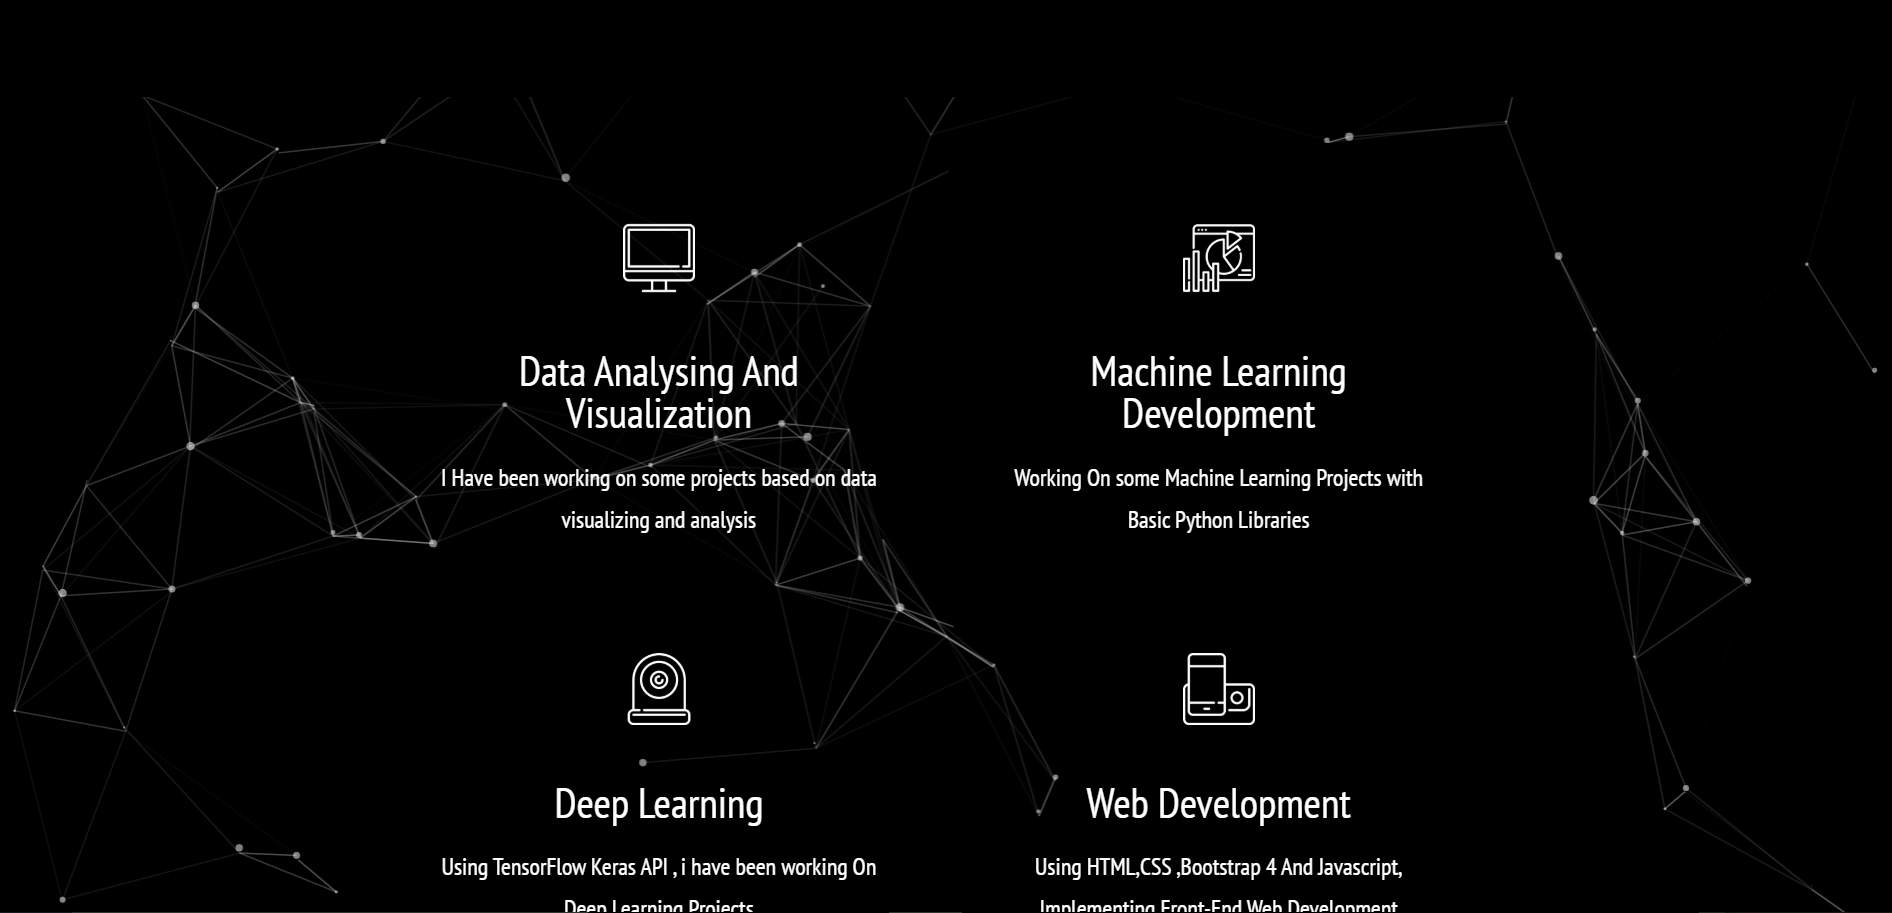 Data Analysing And
Visualization
I Have been working on some projects based on data
visualizing and analysis
Machine Learning
Development
Working On some Machine Learning Projects with
Basic Python Libraries
Deep Learning
Using TensorFlow Keras API , i have been working On
Deep Learning Projects
Web Development
Using HTML,CSS ,Bootstrap 4 And Javascript,
Implementing Front-End Web Development